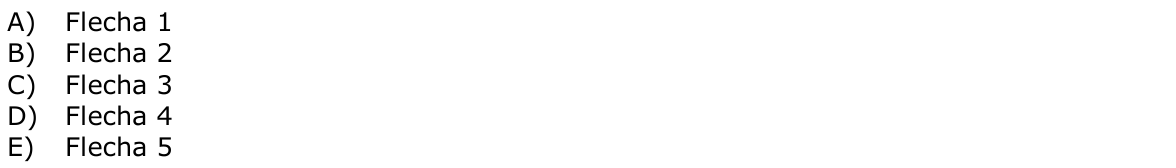 A) Flecha 1
B) Flecha 2
C) Flecha 3
D) Flecha 4
E) Flecha 5